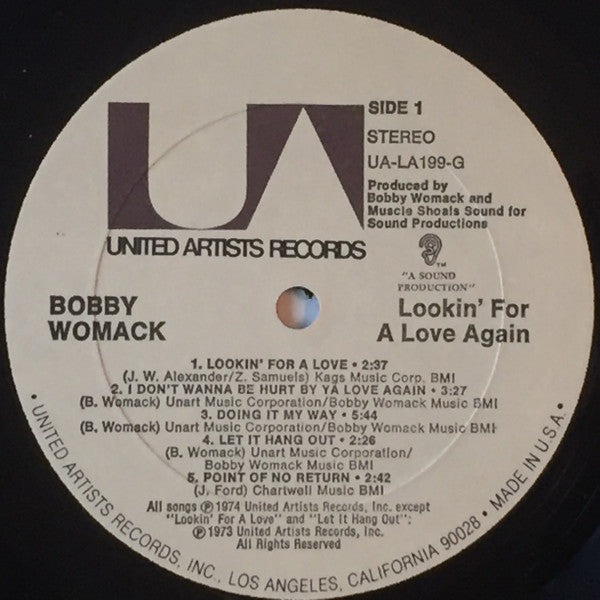 UA
SIDE 1
STEREO
UA-LA199-G
Produced by
Bobby Womack and
Muscle Shoals Sound for
Sound Productions
TM
"A SOUND
PRODUCTION"
UNITED ARTISTS RECORDS
BOBBY
WOMACK
Lookin' For
A Love Again
1. LOOKIN' FOR A LOVE • 2:37
(J. W. Alexander/Z. Samuels) Kags Music Corp. BMI
2. I DON'T WANNA BE HURT BY YA LOVE AGAIN • 3:27
(B. Womack) Unart Music Corporation/Bobby Womack Music BMI
3. DOING IT MY WAY • 5:44
(B. Womack) Unart Music Corporation/Bobby Womack Music BMI
4. LET IT HANG OUT • 2:26
(B. Womack) Unart Music Corporation/
Bobby Womack Music BMI
5. POINT OF NO RETURN • 2:42
(J. Ford) Chartwell Music BMI
All songs ℗ 1974 United Artists Records, Inc. except
"Lookin' For A Love" and "Let It Hang Out":
℗ 1973 United Artists Records, Inc.
All Rights Reserved
• UNITED ARTISTS RECORDS, INC., LOS ANGELES, CALIFORNIA 90028 • MADE IN U.S.A. •